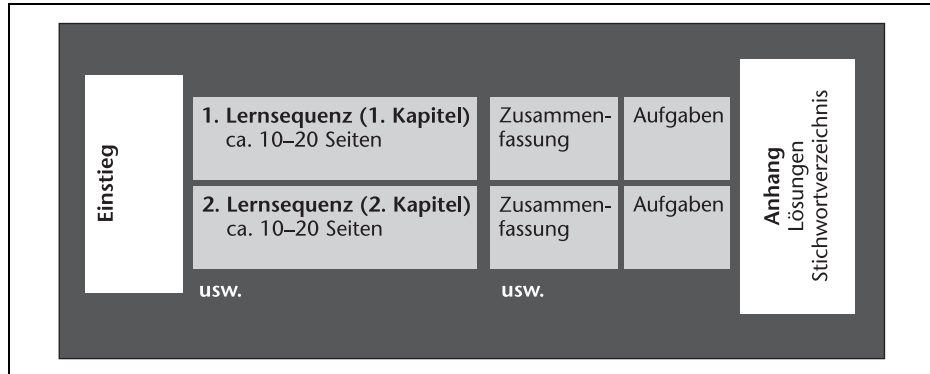 Einstieg
1. Lernsequenz (1. Kapitel)
ca. 10–20 Seiten
Zusammen-
fassung
Aufgaben
2. Lernsequenz (2. Kapitel)
ca. 10–20 Seiten
Zusammen-
fassung
Aufgaben
usw.
usw.
Anhang
Lösungen
Stichwortverzeichnis